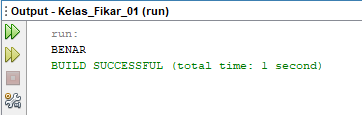 Output - Kelas_Fikar_01 (run)
run:
BENAR
BUILD SUCCESSFUL (total time: 1 second)